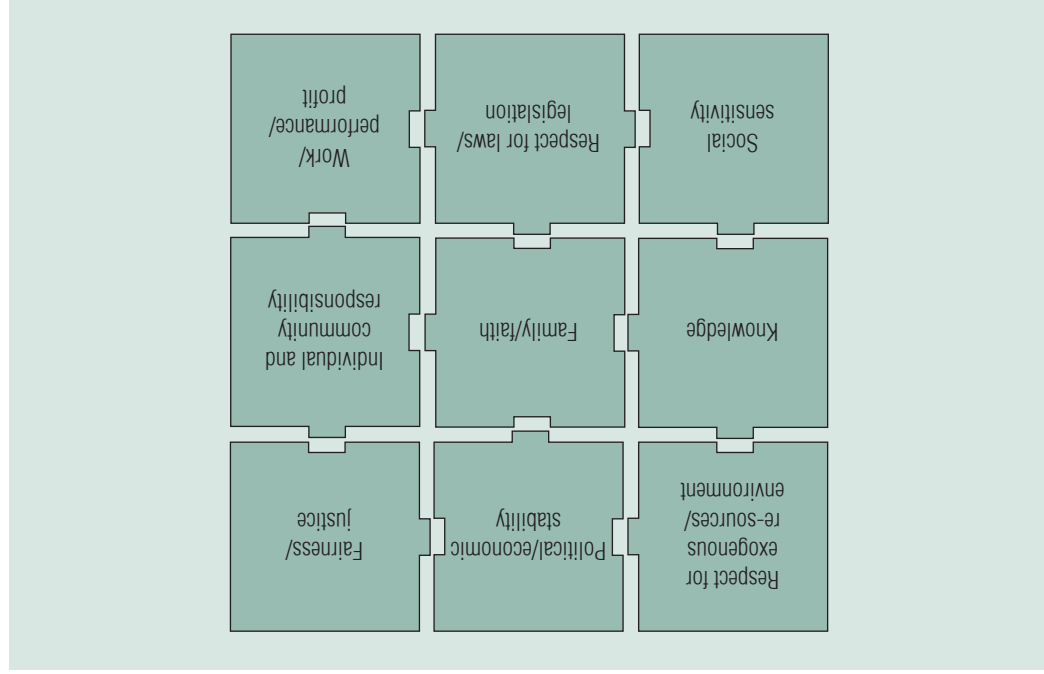 Respect for
exogenous
re-sources/
environment
Political/economic
stability
Fairness/
justice
Knowledge
Family/faith
Individual and
community
responsibility
Social
sensitivity
Respect for laws/
legislation
Work/
performance/
profit